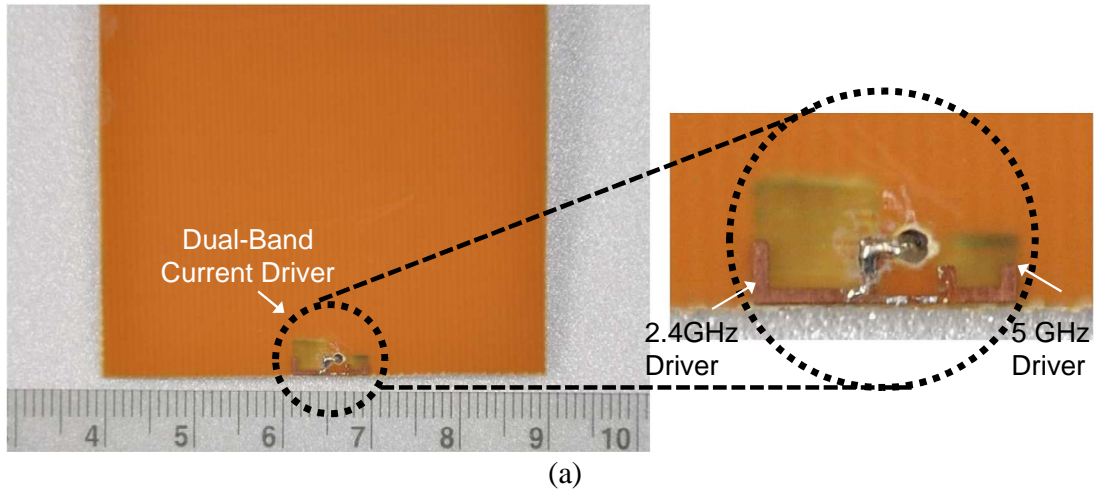 Dual-Band
Current Driver
2.4GHz
Driver
5 GHz
Driver
4 5 6 7 8 9 10
(a)